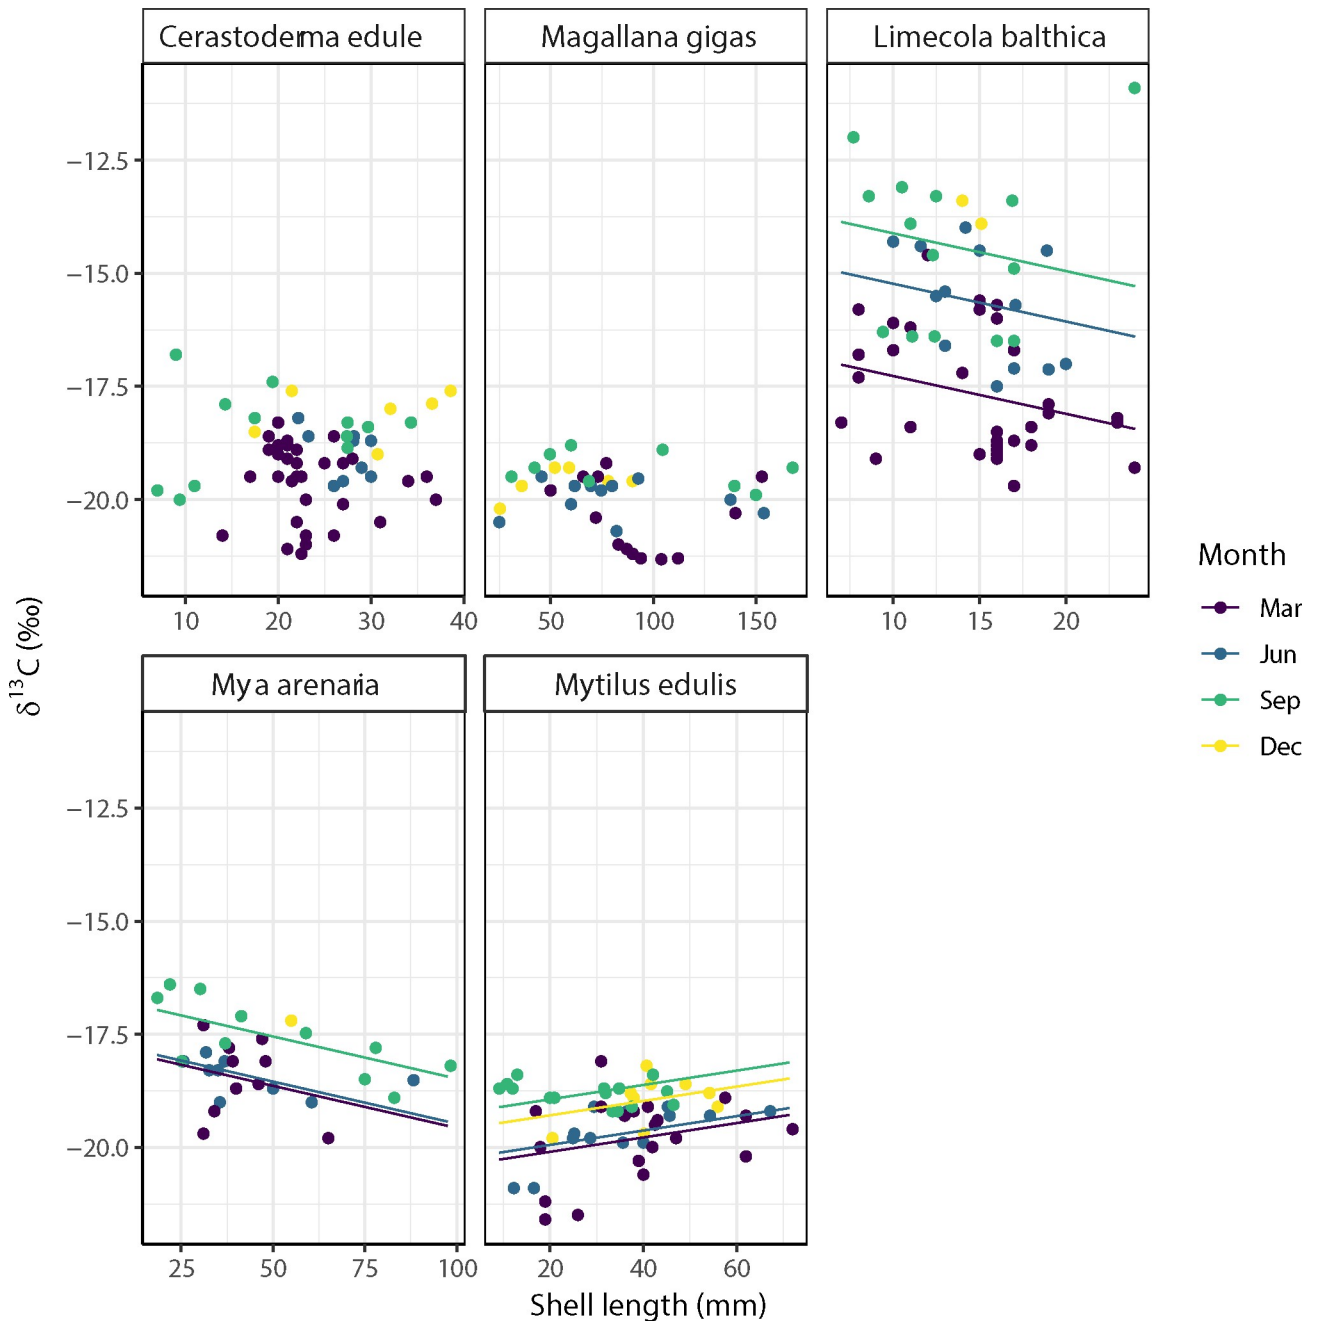 Cerastoderma edule
Magallana gigas
Limecola balthica
−12.5
−15.0
−17.5
−20.0
10 20 30 40
50 100 150
10 15 20
Mya arenaria
Mytilus edulis
−12.5
−15.0
−17.5
−20.0
25 50 75 100
20 40 60
Shell length (mm)
δ¹³C (‰)
Month
Mar
Jun
Sep
Dec